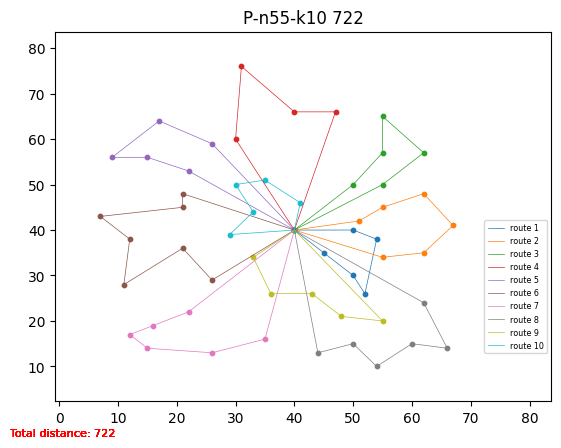 P-n55-k10 722
80
70
60
50
40
30
20
10
0 10 20 30 40 50 60 70 80
route 1
route 2
route 3
route 4
route 5
route 6
route 7
route 8
route 9
route 10
Total distance: 722